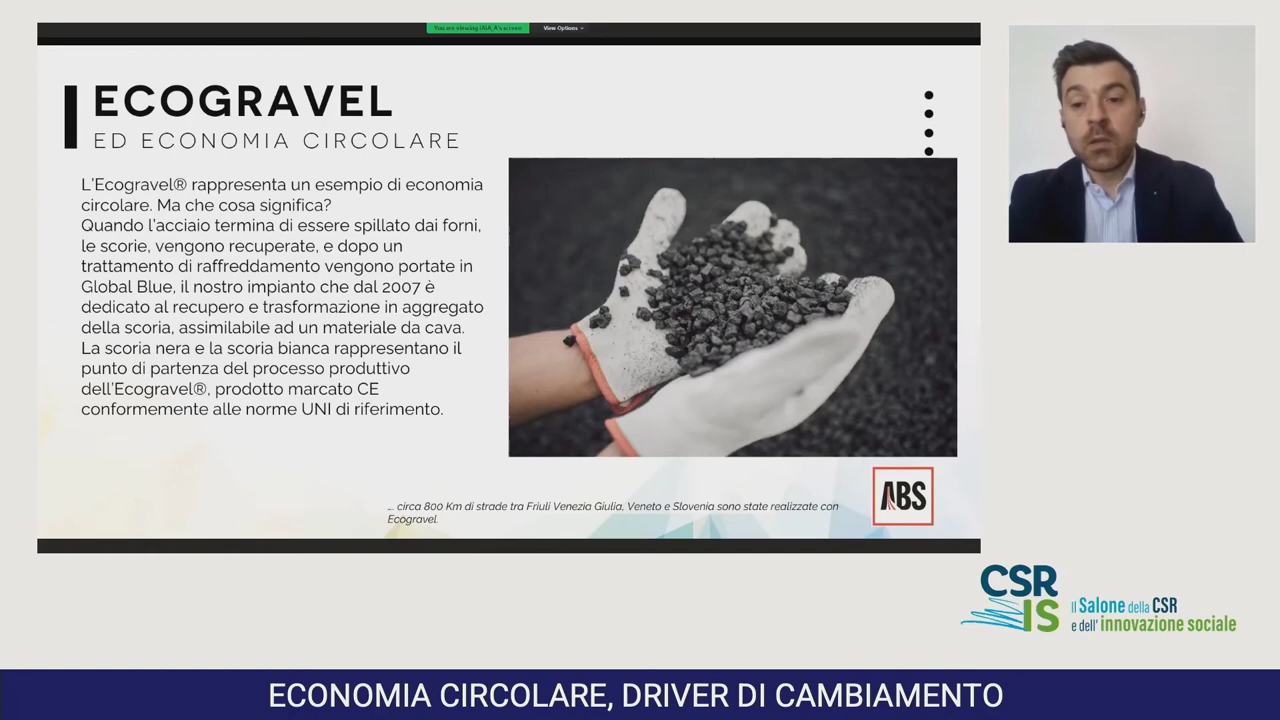 You are viewing IAIA_A's screen
View Options
ECOGRAVEL
ED ECONOMIA CIRCOLARE
L'Ecogravel® rappresenta un esempio di economia
circolare. Ma che cosa significa?
Quando l'acciaio termina di essere spillato dai forni,
le scorie, vengono recuperate, e dopo un
trattamento di raffreddamento vengono portate in
Global Blue, il nostro impianto che dal 2007 è
dedicato al recupero e trasformazione in aggregato
della scoria, assimilabile ad un materiale da cava.
La scoria nera e la scoria bianca rappresentano il
punto di partenza del processo produttivo
dell'Ecogravel®, prodotto marcato CE
conformemente alle norme UNI di riferimento.
.... circa 800 Km di strade tra Friuli Venezia Giulia, Veneto e Slovenia sono state realizzate con
Ecogravel.
ABS
CSR
IS
Il Salone della CSR
e dell' innovazione sociale
ECONOMIA CIRCOLARE, DRIVER DI CAMBIAMENTO